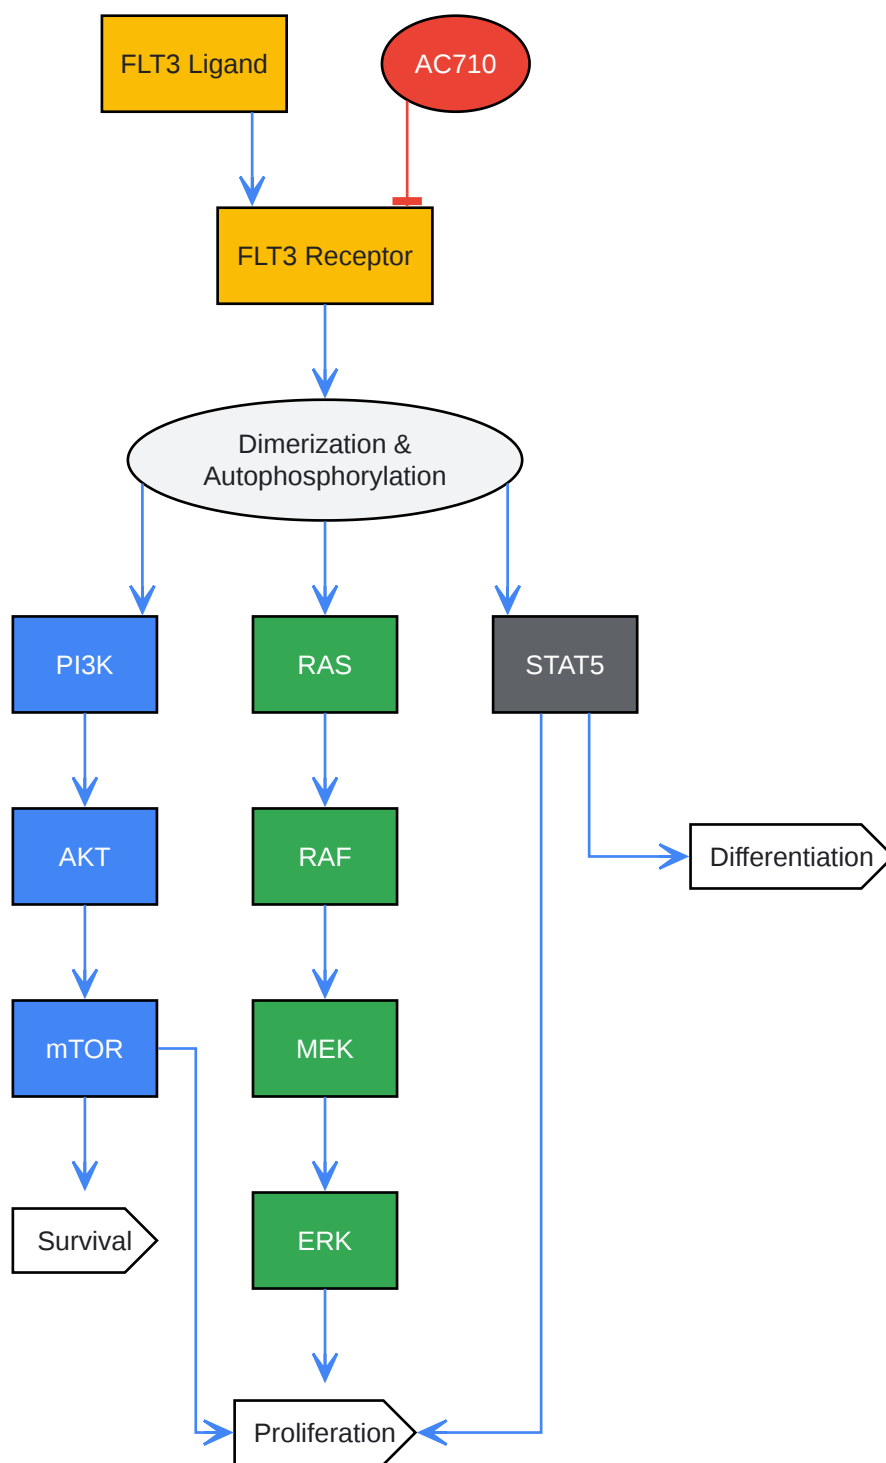 FLT3 Ligand
AC710
FLT3 Receptor
Dimerization &
Autophosphorylation
PI3K
RAS
STAT5
AKT
RAF
Differentiation
mTOR
MEK
Survival
ERK
Proliferation